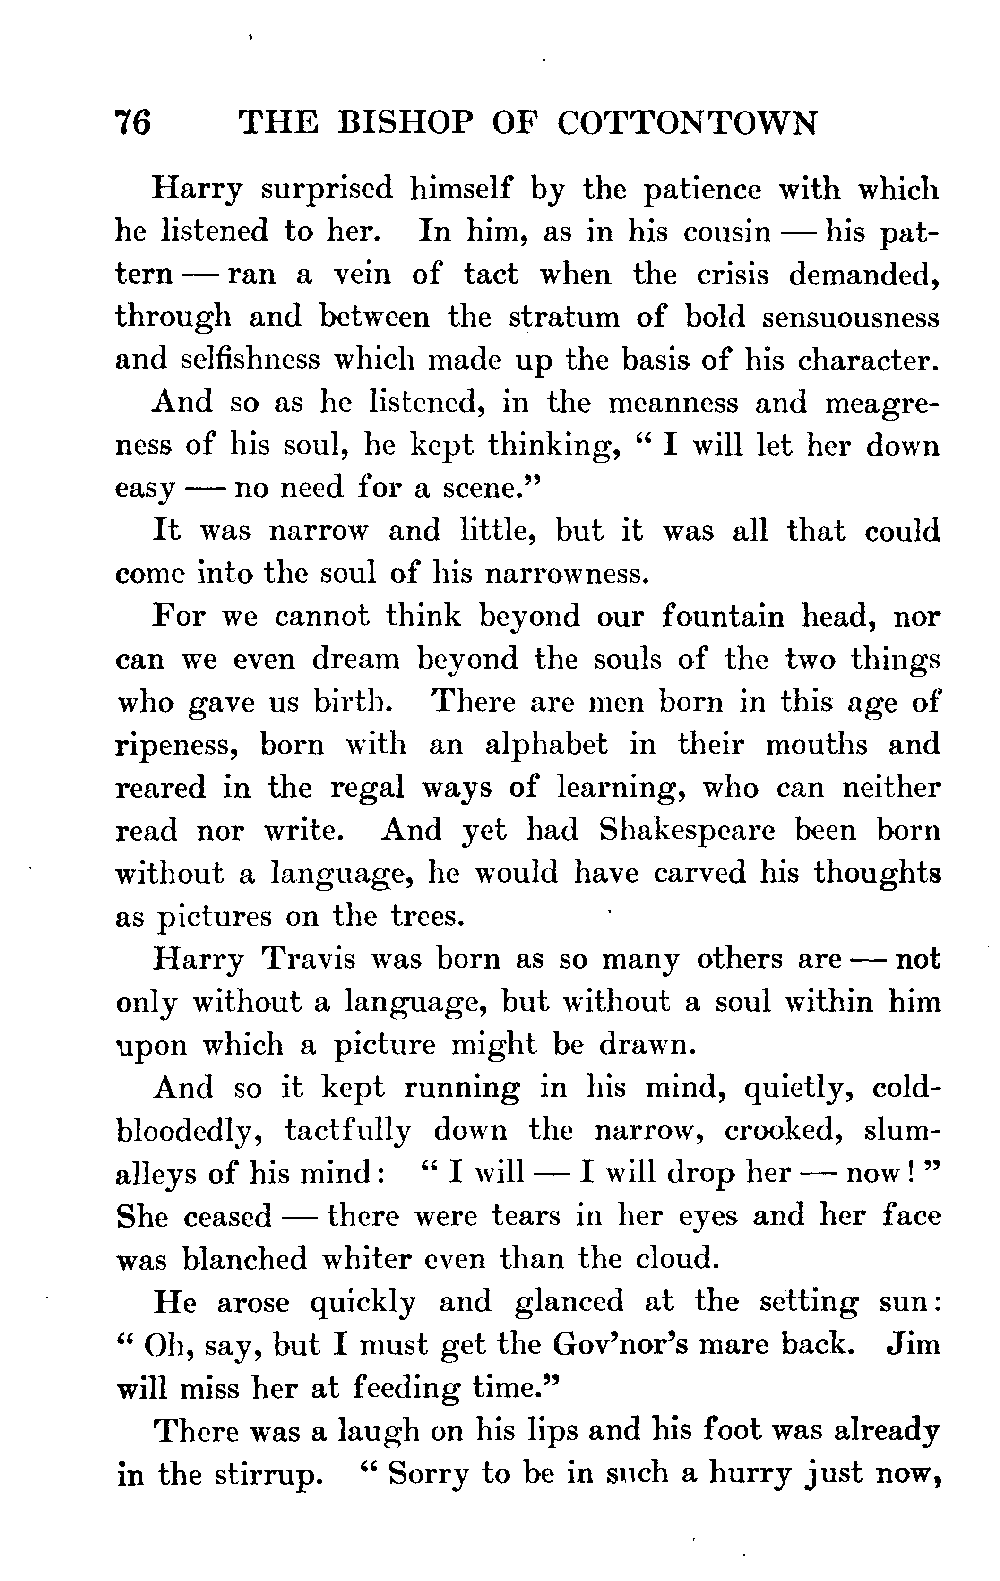 76 THE BISHOP OF COTTONTOWN
Harry surprised himself by the patience with which
he listened to her. In him, as in his cousin — his pat-
tern — ran a vein of tact when the crisis demanded,
through and between the stratum of bold sensuousness
and selfishness which made up the basis of his character.
And so as he listened, in the meanness and meagre-
ness of his soul, he kept thinking, “ I will let her down
easy — no need for a scene.”
It was narrow and little, but it was all that could
come into the soul of his narrowness.
For we cannot think beyond our fountain head, nor
can we even dream beyond the souls of the two things
who gave us birth. There are men born in this age of
ripeness, born with an alphabet in their mouths and
reared in the regal ways of learning, who can neither
read nor write. And yet had Shakespeare been born
without a language, he would have carved his thoughts
as pictures on the trees.
Harry Travis was born as so many others are — not
only without a language, but without a soul within him
upon which a picture might be drawn.
And so it kept running in his mind, quietly, cold-
bloodedly, tactfully down the narrow, crooked, slum-
alleys of his mind: “ I will — I will drop her — now! ”
She ceased — there were tears in her eyes and her face
was blanched whiter even than the cloud.
He arose quickly and glanced at the setting sun:
“ Oh, say, but I must get the Gov’nor’s mare back. Jim
will miss her at feeding time.”
There was a laugh on his lips and his foot was already
in the stirrup. “ Sorry to be in such a hurry just now,